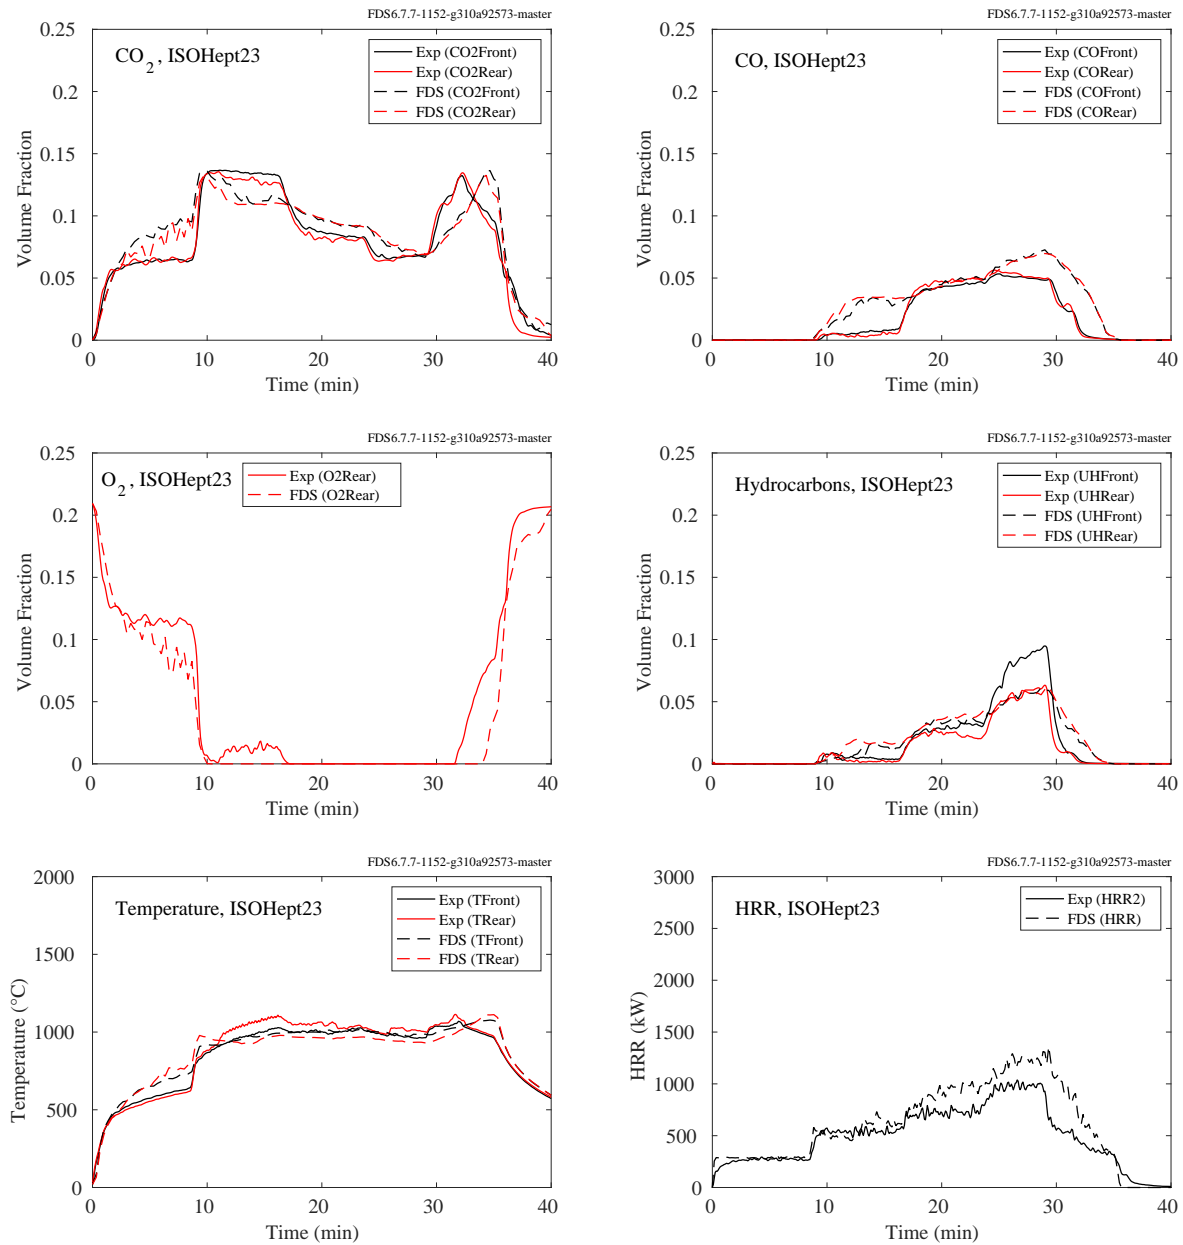 FDS6.7.7-1152-g310a92573-master
CO2, ISOHept23
Exp (CO2Front)
Exp (CO2Rear)
FDS (CO2Front)
FDS (CO2Rear)
0.25
0.2
0.15
0.1
0.05
0
Volume Fraction
0 10 20 30 40
Time (min)
FDS6.7.7-1152-g310a92573-master
CO, ISOHept23
Exp (COFront)
Exp (CORear)
FDS (COFront)
FDS (CORear)
0.25
0.2
0.15
0.1
0.05
0
Volume Fraction
0 10 20 30 40
Time (min)
FDS6.7.7-1152-g310a92573-master
O2, ISOHept23
Exp (O2Rear)
FDS (O2Rear)
0.25
0.2
0.15
0.1
0.05
0
Volume Fraction
0 10 20 30 40
Time (min)
FDS6.7.7-1152-g310a92573-master
Hydrocarbons, ISOHept23
Exp (UHFront)
Exp (UHRear)
FDS (UHFront)
FDS (UHRear)
0.25
0.2
0.15
0.1
0.05
0
Volume Fraction
0 10 20 30 40
Time (min)
FDS6.7.7-1152-g310a92573-master
Temperature, ISOHept23
Exp (TFront)
Exp (TRear)
FDS (TFront)
FDS (TRear)
2000
1500
1000
500
0
Temperature (°C)
0 10 20 30 40
Time (min)
FDS6.7.7-1152-g310a92573-master
HRR, ISOHept23
Exp (HRR2)
FDS (HRR)
3000
2500
2000
1500
1000
500
0
HRR (kW)
0 10 20 30 40
Time (min)